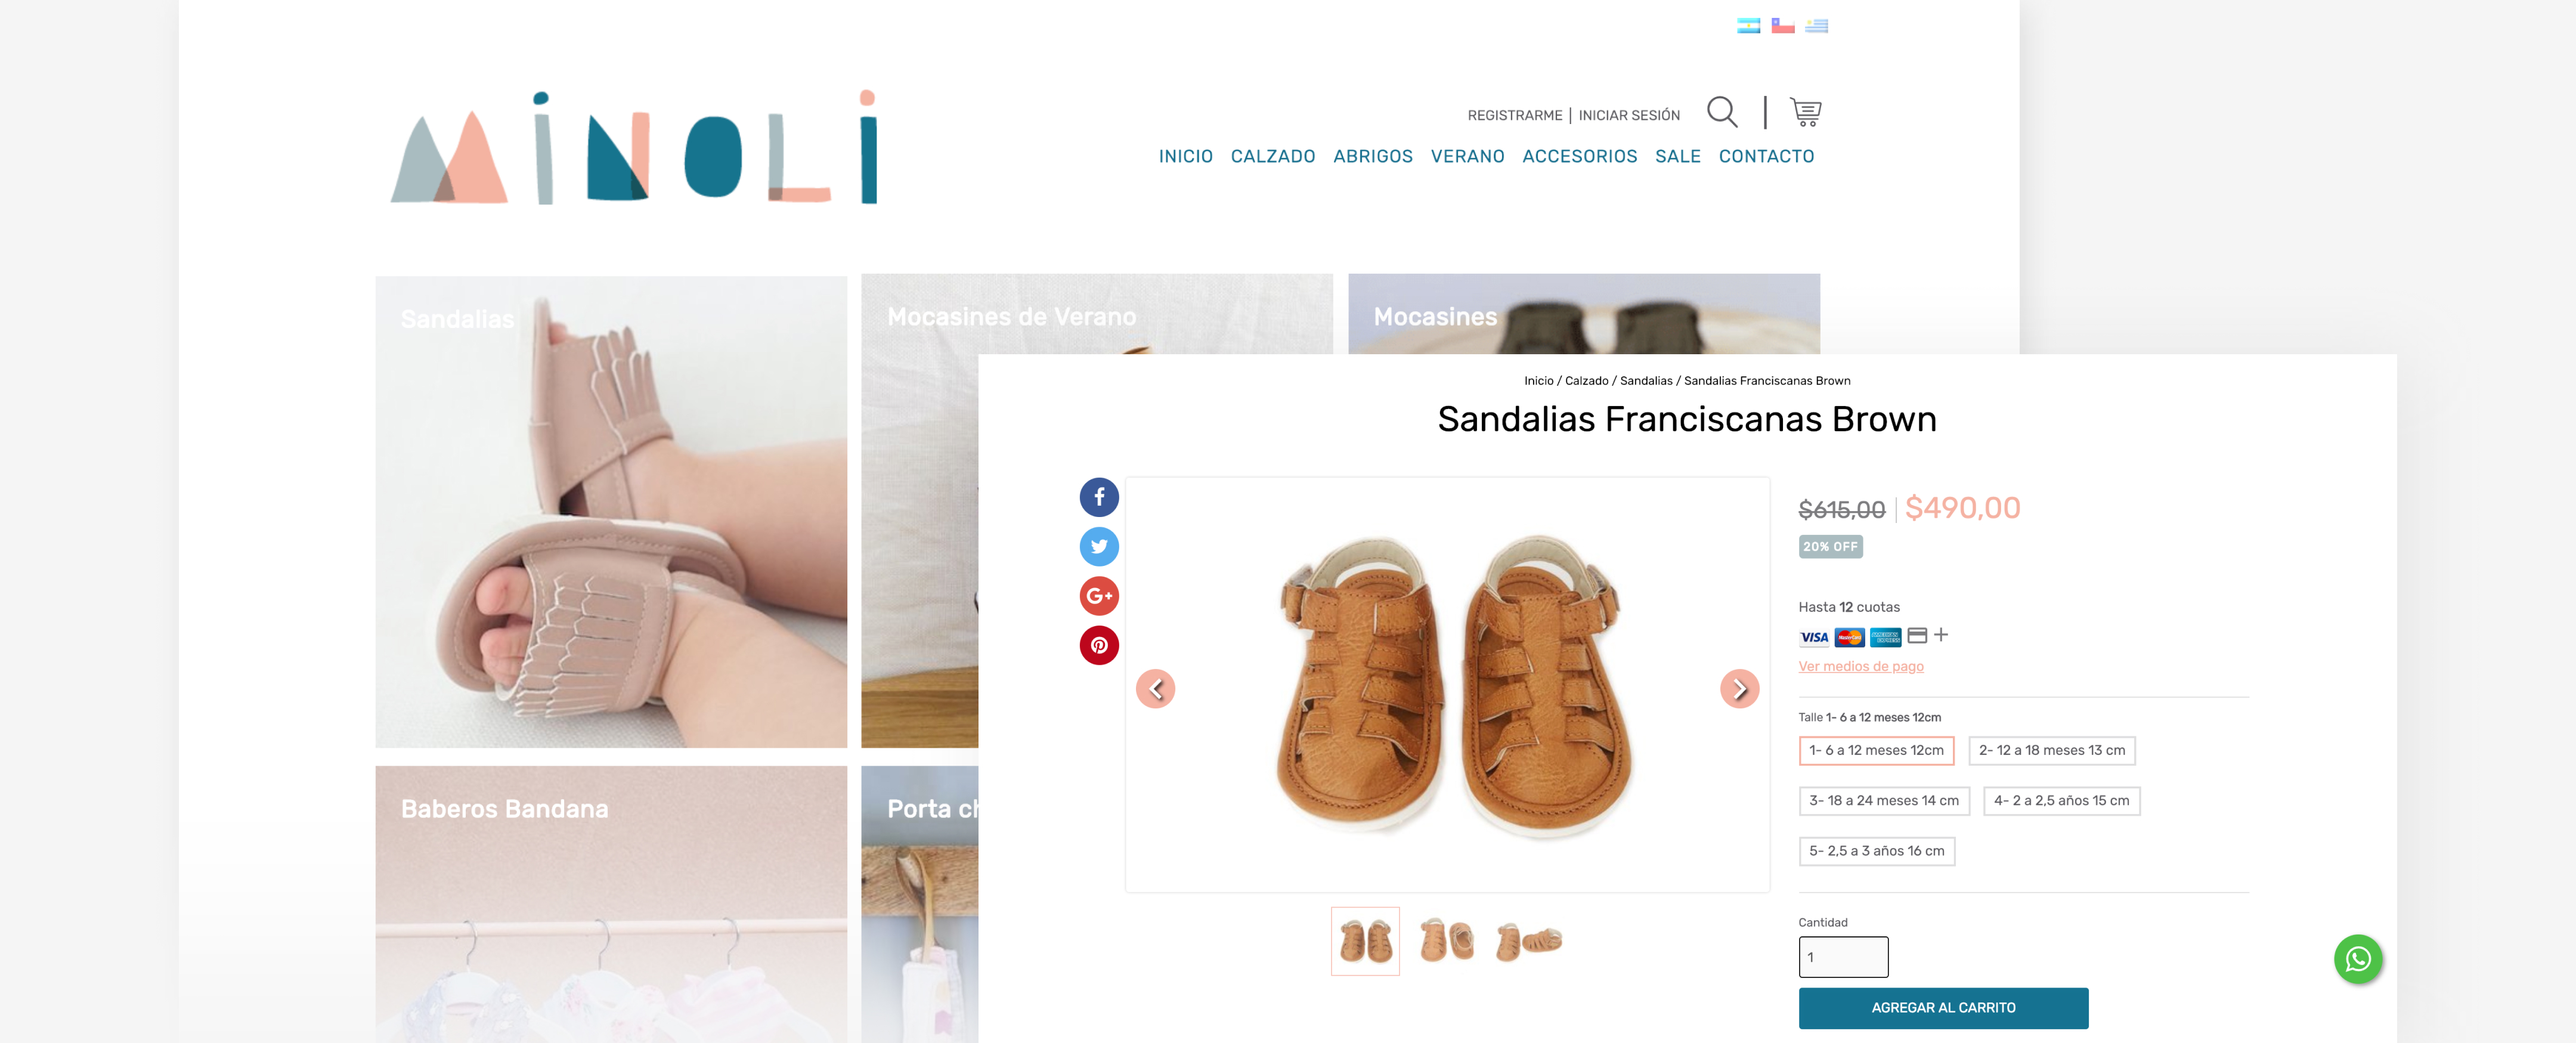 MINOLI
REGISTRARME | INICIAR SESIÓN
INICIO CALZADO ABRIGOS VERANO ACCESORIOS SALE CONTACTO
Sandalias
Mocasines de Verano
Mocasines
Baberos Bandana
Porta ch
Inicio / Calzado / Sandalias / Sandalias Franciscanas Brown
Sandalias Franciscanas Brown
$615,00 | $490,00
20% OFF
Hasta 12 cuotas
VISA MasterCard AMERICAN EXPRESS
Ver medios de pago
Talle 1- 6 a 12 meses 12cm
1- 6 a 12 meses 12cm
2- 12 a 18 meses 13 cm
3- 18 a 24 meses 14 cm
4- 2 a 2,5 años 15 cm
5- 2,5 a 3 años 16 cm
Cantidad
1
AGREGAR AL CARRITO